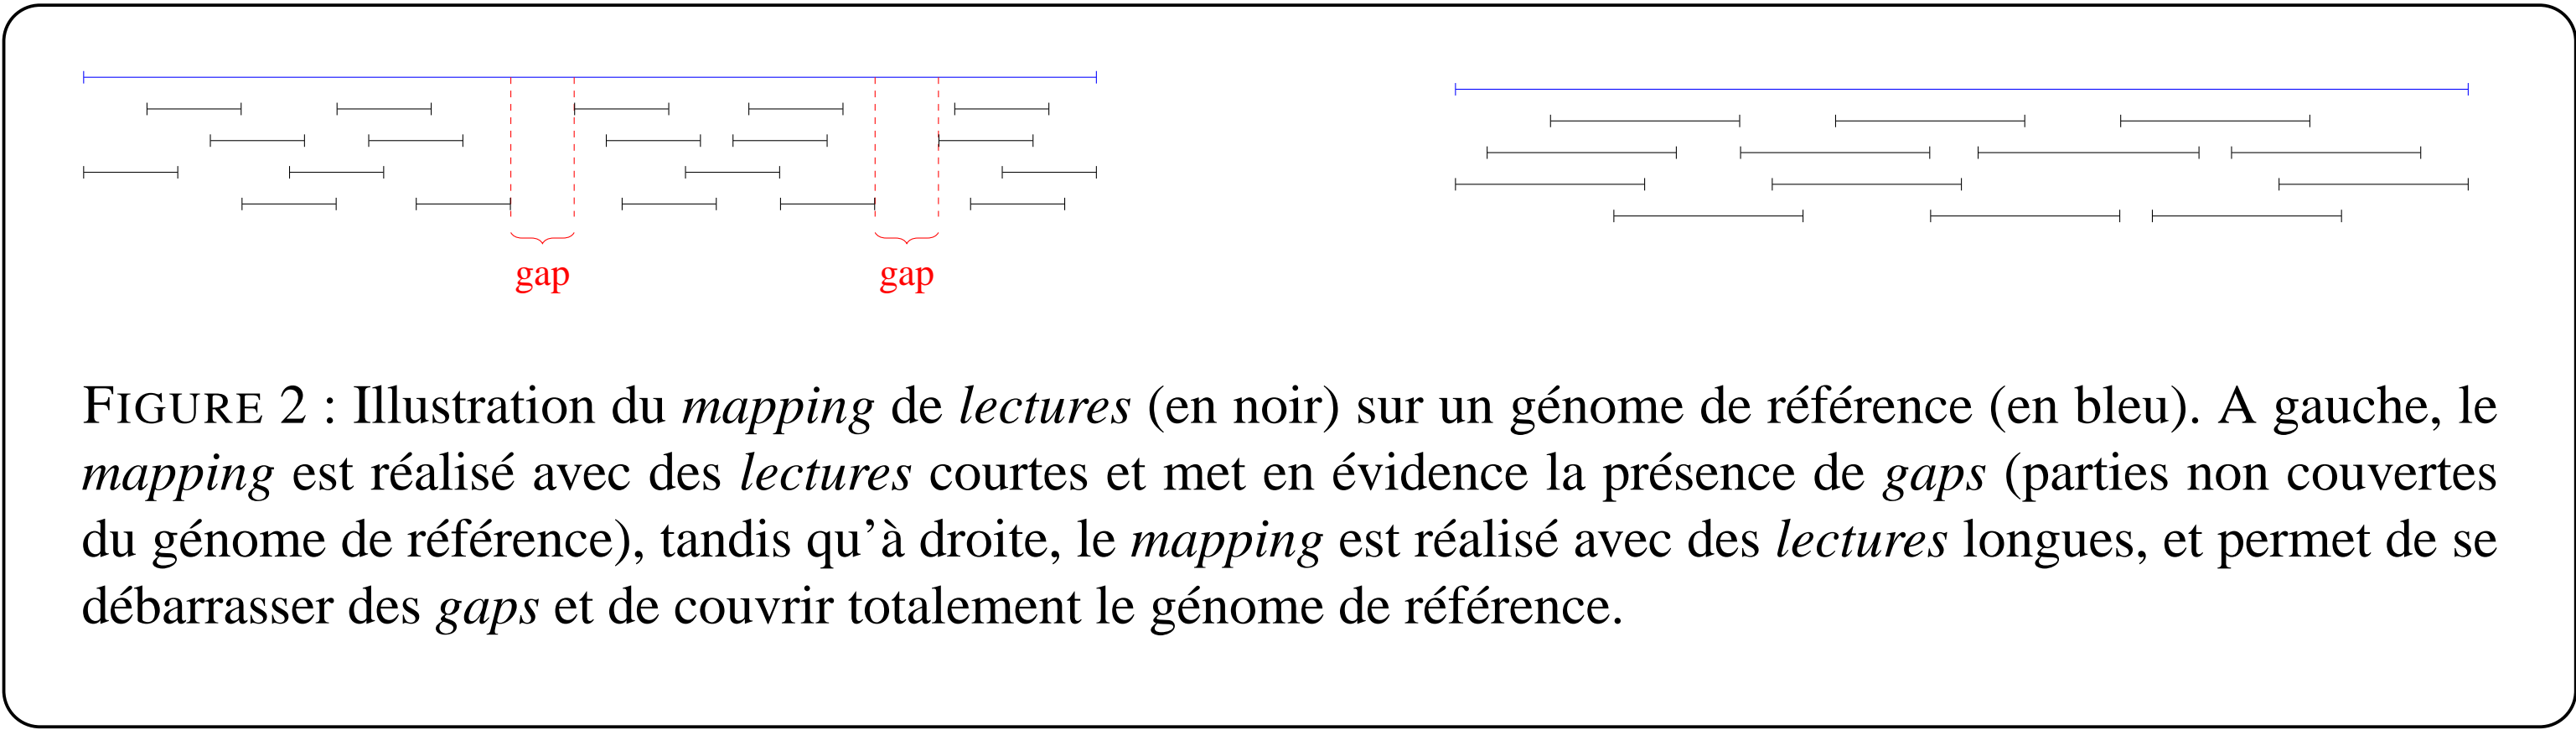 gap gap
FIGURE 2 : Illustration du mapping de lectures (en noir) sur un génome de référence (en bleu). A gauche, le
mapping est réalisé avec des lectures courtes et met en évidence la présence de gaps (parties non couvertes
du génome de référence), tandis qu'à droite, le mapping est réalisé avec des lectures longues, et permet de se
débarrasser des gaps et de couvrir totalement le génome de référence.